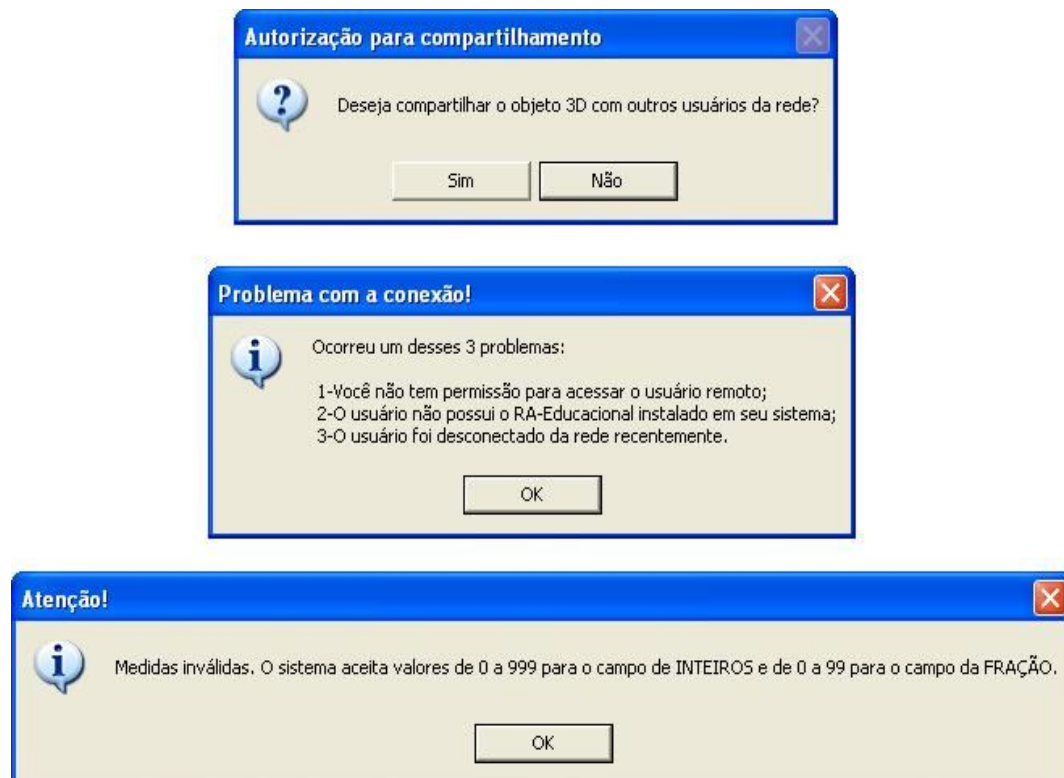 Autorização para compartilhamento
Deseja compartilhar o objeto 3D com outros usuários da rede?
Sim
Não
Problema com a conexão!
Ocorreu um desses 3 problemas:
1-Você não tem permissão para acessar o usuário remoto;
2-O usuário não possui o RA-Educacional instalado em seu sistema;
3-O usuário foi desconectado da rede recentemente.
OK
Atenção!
Medidas inválidas. O sistema aceita valores de 0 a 999 para o campo de INTEIROS e de 0 a 99 para o campo da FRAÇÃO.
OK